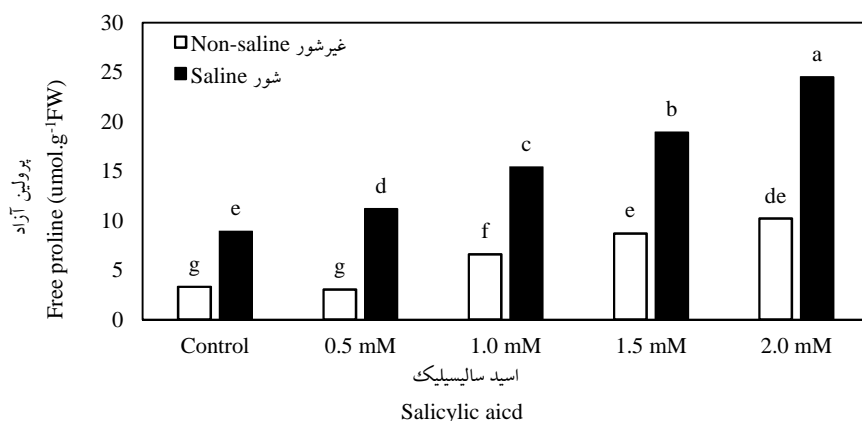 30
25
20
15
10
5
0
پرولین آزاد
Free proline (umol.g-1FW)
Non-saline غیرشور
Saline شور
g
e
g
d
f
c
e
b
de
a
Control 0.5 mM 1.0 mM 1.5 mM 2.0 mM
اسید سالیسیلیک
Salicylic aicd